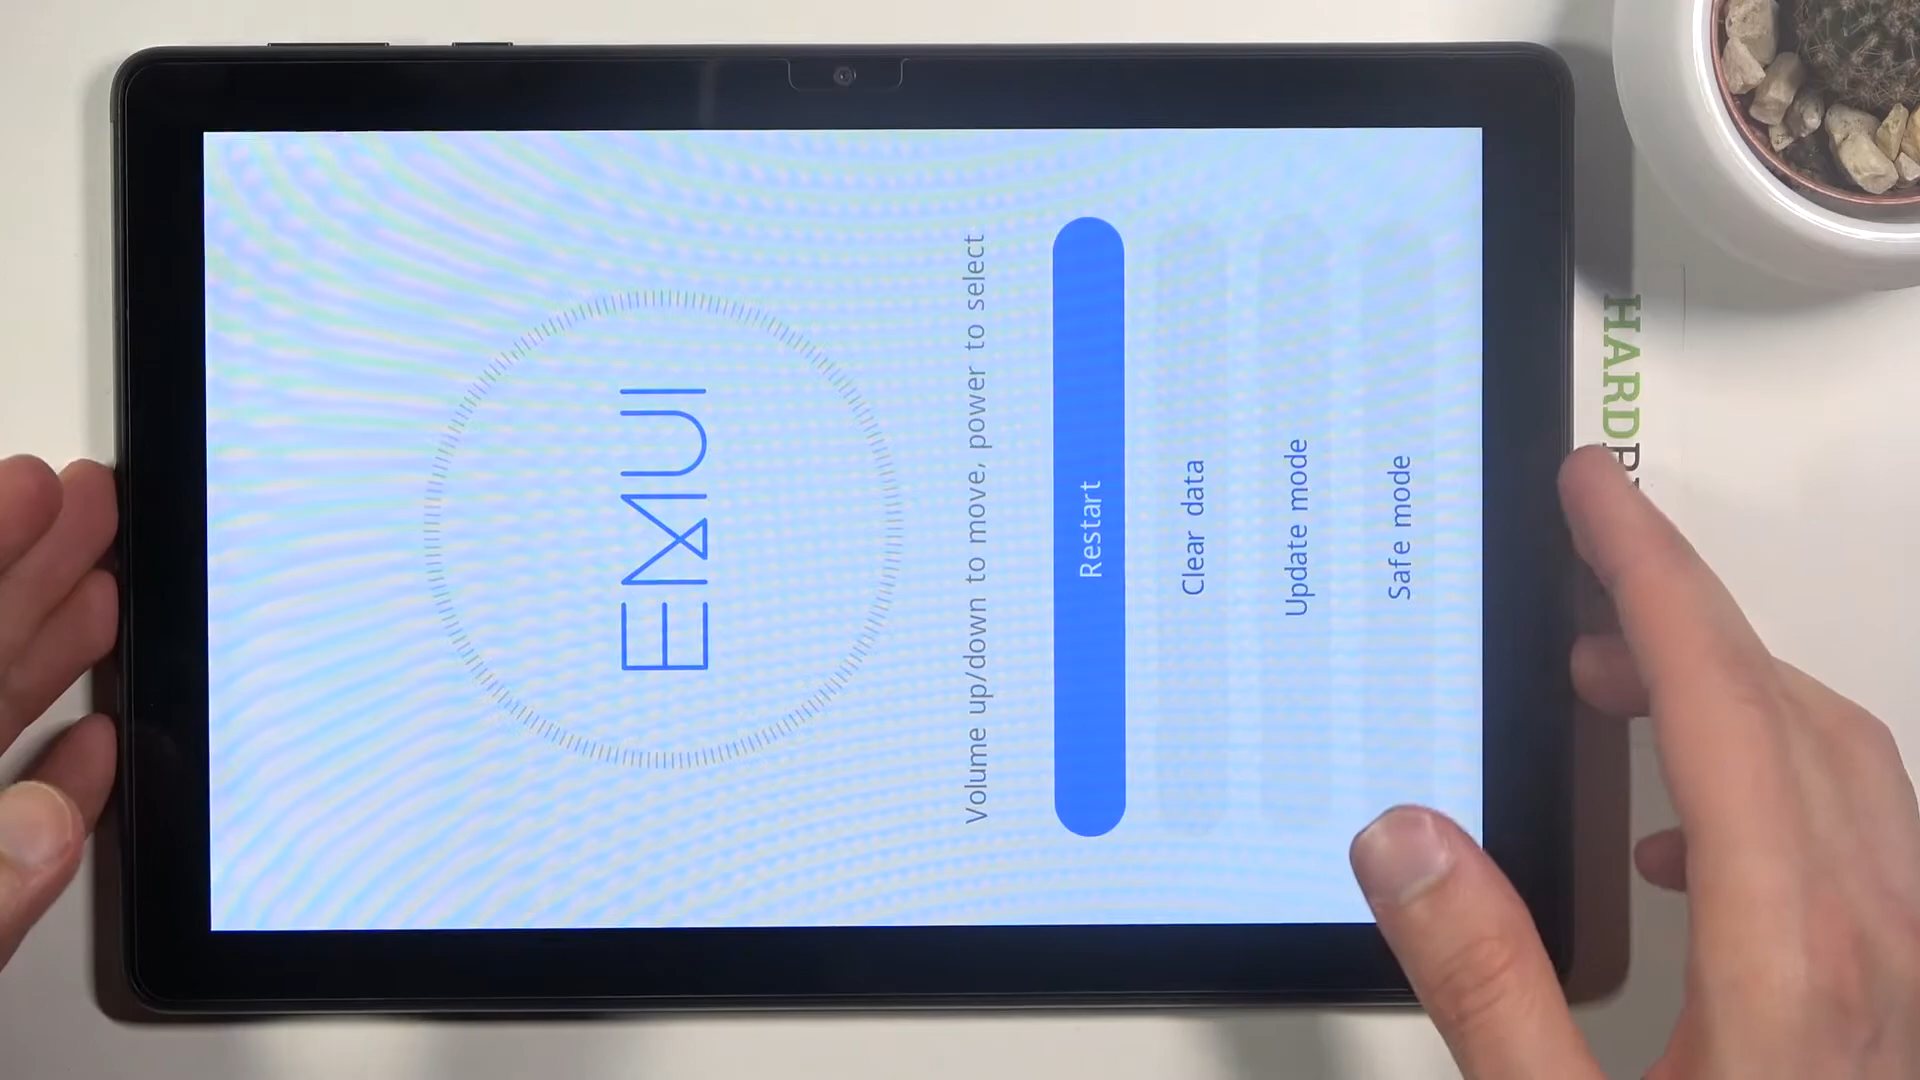 EMUI
Volume up/down to move, power to select
Restart
Clear data
Update mode
Safe mode
HARD